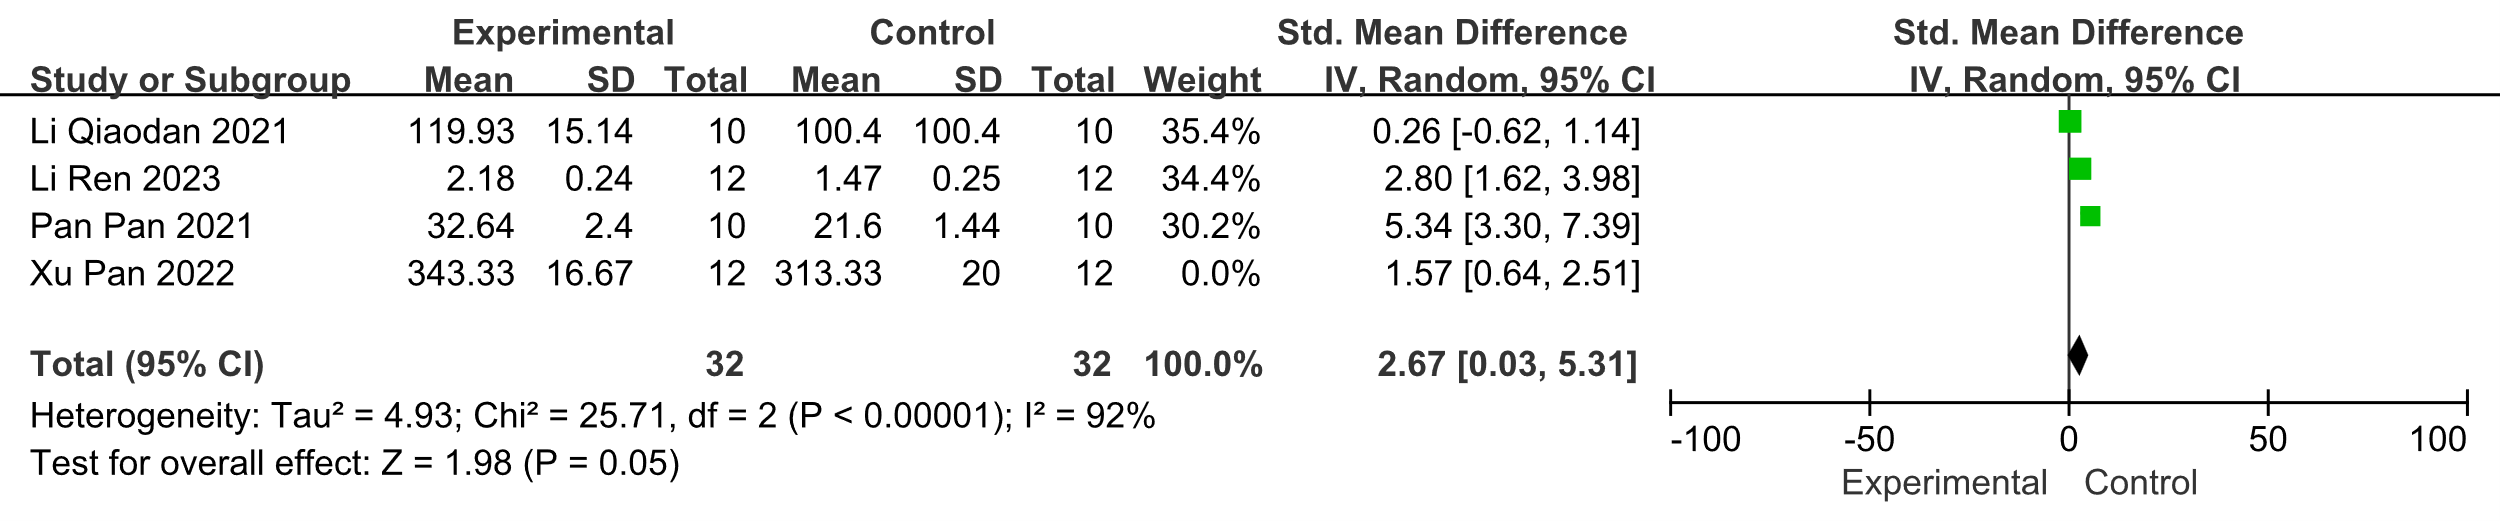 Experimental Control Std. Mean Difference Std. Mean Difference
Study or Subgroup Mean SD Total Mean SD Total Weight IV, Random, 95% CI IV, Random, 95% CI
Li Qiaodan 2021 119.93 15.14 10 100.4 100.4 10 35.4% 0.26 [-0.62, 1.14]
Li Ren 2023 2.18 0.24 12 1.47 0.25 12 34.4% 2.80 [1.62, 3.98]
Pan Pan 2021 32.64 2.4 10 21.6 1.44 10 30.2% 5.34 [3.30, 7.39]
Xu Pan 2022 343.33 16.67 12 313.33 20 12 0.0% 1.57 [0.64, 2.51]
Total (95% CI) 32 32 100.0% 2.67 [0.03, 5.31]
Heterogeneity: Tau² = 4.93; Chi² = 25.71, df = 2 (P < 0.00001); I² = 92%
Test for overall effect: Z = 1.98 (P = 0.05)
-100 -50 0 50 100
Experimental Control